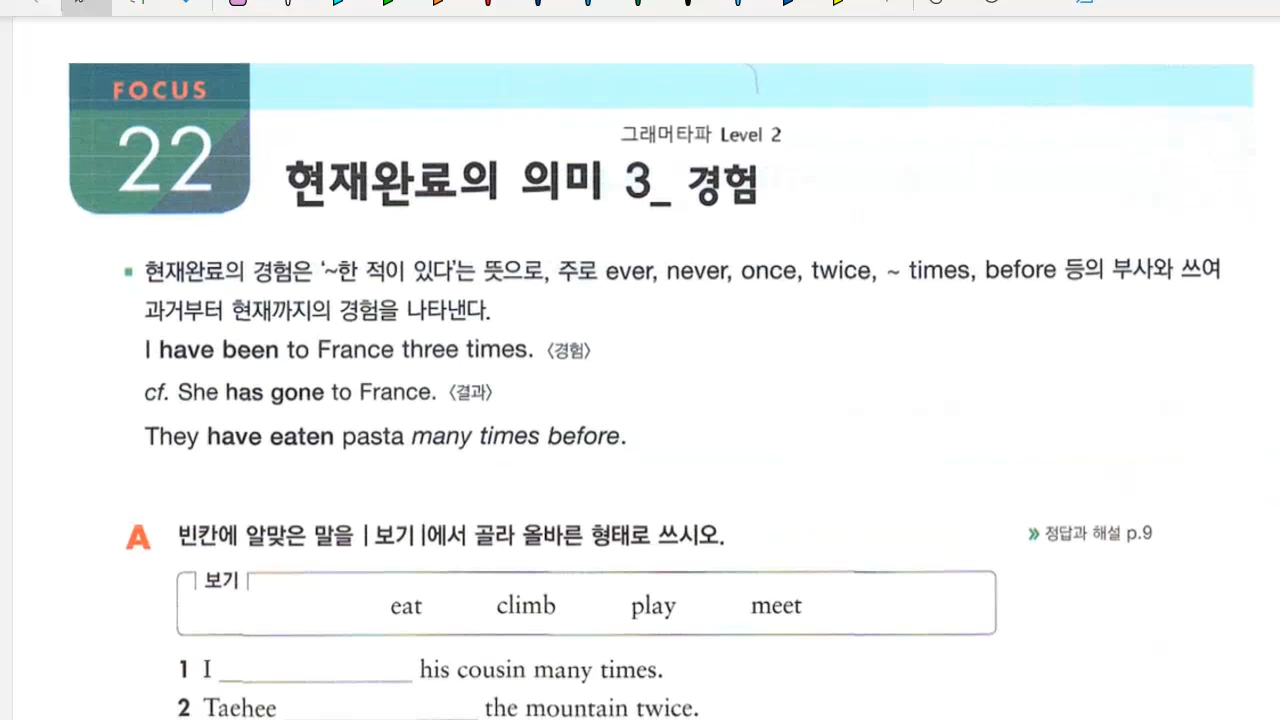 FOCUS
22
그래머타파 Level 2
현재완료의 의미 3_ 경험
현재완료의 경험은 ‘~한 적이 있다’는 뜻으로, 주로 ever, never, once, twice, ~ times, before 등의 부사와 쓰여
과거부터 현재까지의 경험을 나타낸다.
I have been to France three times. 〈경험〉
cf. She has gone to France. 〈결과〉
They have eaten pasta many times before.
A 빈칸에 알맞은 말을 |보기|에서 골라 올바른 형태로 쓰시오.
» 정답과 해설 p.9
보기
eat climb play meet
1 I ____________ his cousin many times.
2 Taehee ____________ the mountain twice.